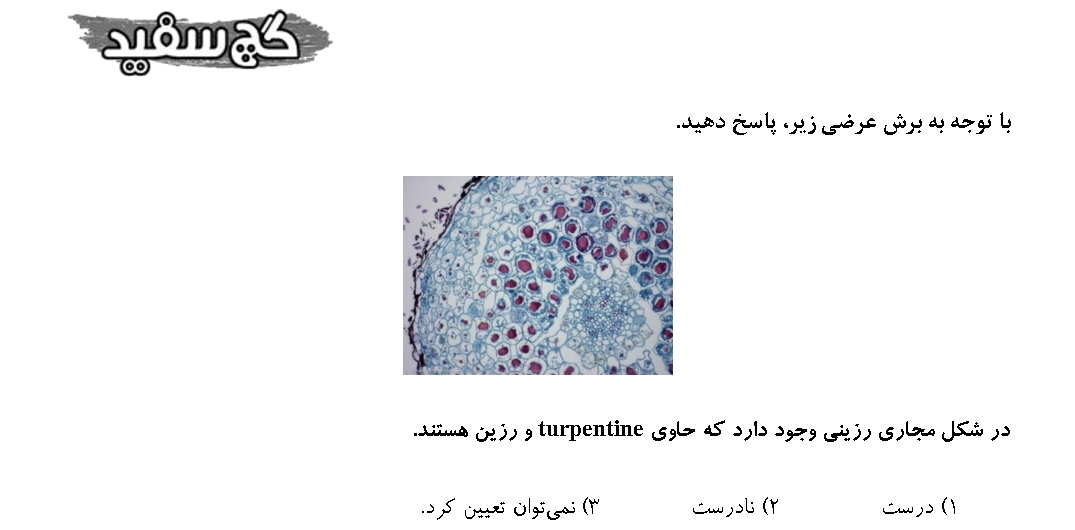 گچ سفید
با توجه به برش عرضی زیر، پاسخ دهید.
در شکل مجاری رزینی وجود دارد که حاوی turpentine و رزین هستند.
۱) درست ۲) نادرست ۳) نمی‌توان تعیین کرد.